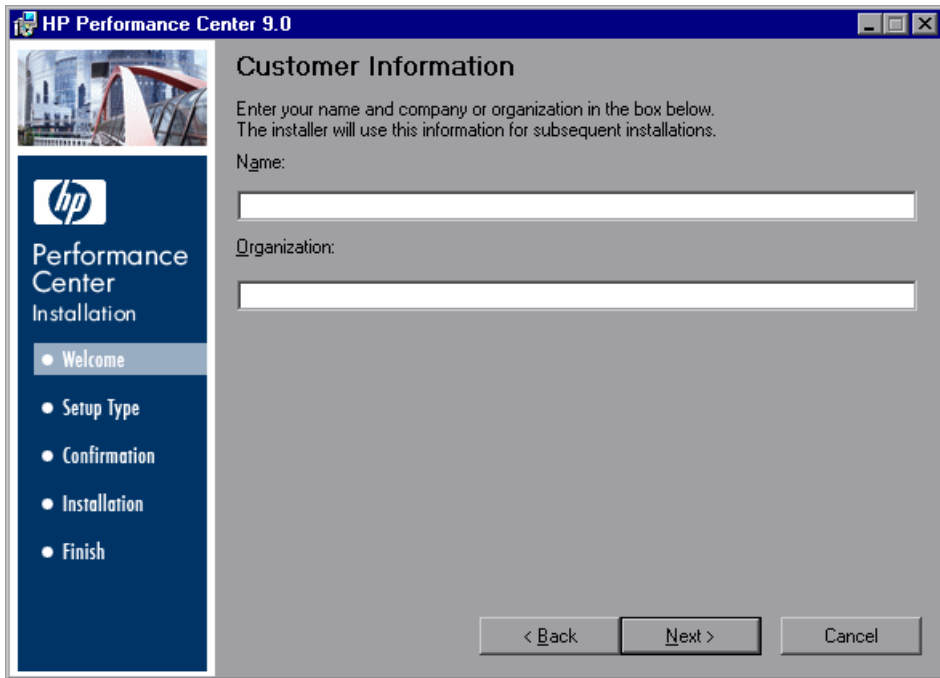 HP Performance Center 9.0
hp
Performance
Center
Installation
Welcome
Setup Type
Confirmation
Installation
Finish
Customer Information
Enter your name and company or organization in the box below.
The installer will use this information for subsequent installations.
Name:
Organization:
< Back
Next >
Cancel